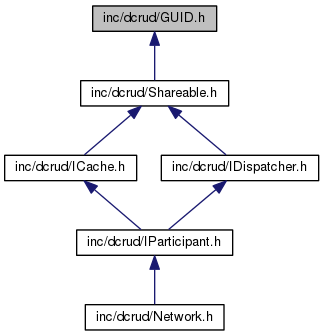 inc/dcrud/GUID.h
inc/dcrud/Shareable.h
inc/dcrud/ICache.h
inc/dcrud/IDispatcher.h
inc/dcrud/IParticipant.h
inc/dcrud/Network.h